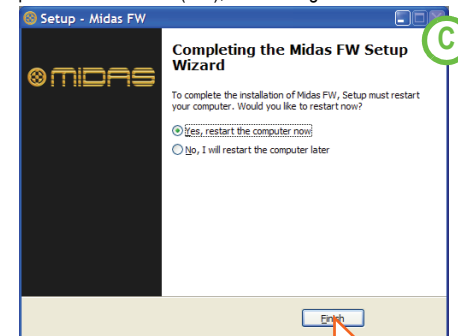 Setup - Midas FW
C
MIDAS
Completing the Midas FW Setup
Wizard
To complete the installation of Midas FW, Setup must restart
your computer. Would you like to restart now?
Yes, restart the computer now
No, I will restart the computer later
Finish